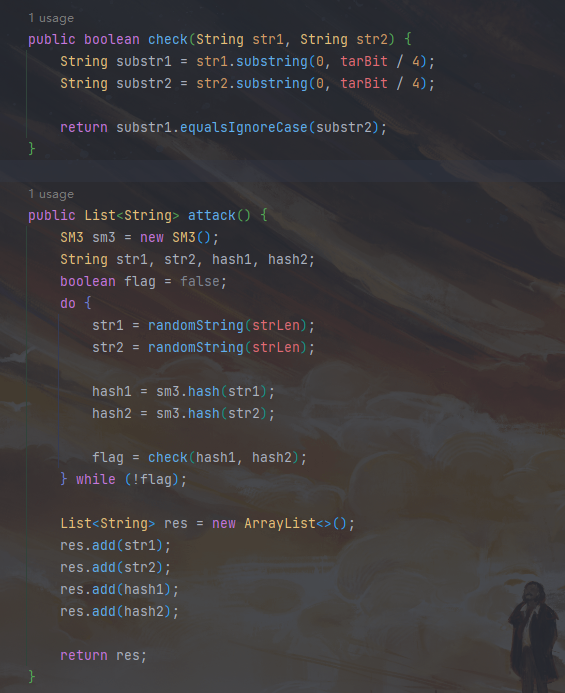 1 usage
public boolean check(String str1, String str2) {
    String substr1 = str1.substring(0, tarBit / 4);
    String substr2 = str2.substring(0, tarBit / 4);

    return substr1.equalsIgnoreCase(substr2);
}

1 usage
public List<String> attack() {
    SM3 sm3 = new SM3();
    String str1, str2, hash1, hash2;
    boolean flag = false;
    do {
        str1 = randomString(strLen);
        str2 = randomString(strLen);

        hash1 = sm3.hash(str1);
        hash2 = sm3.hash(str2);

        flag = check(hash1, hash2);
    } while (!flag);

    List<String> res = new ArrayList<>();
    res.add(str1);
    res.add(str2);
    res.add(hash1);
    res.add(hash2);

    return res;
}